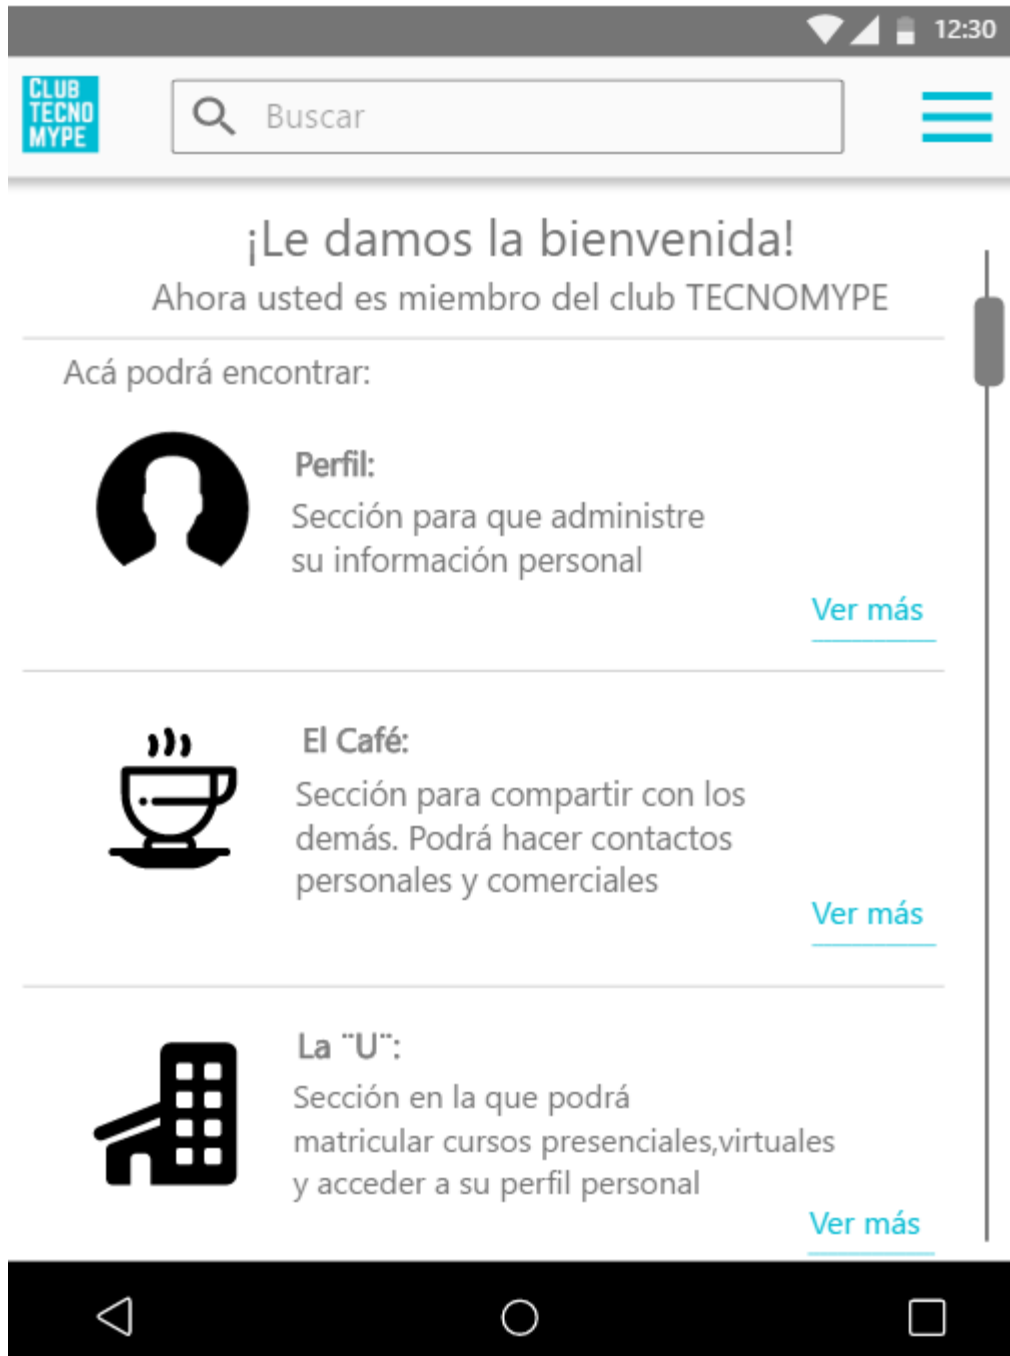 12:30
CLUB
TECNO
MYPE
Buscar
¡Le damos la bienvenida!
Ahora usted es miembro del club TECNOMYPE
Acá podrá encontrar:
Perfil:
Sección para que administre
su información personal
Ver más
El Café:
Sección para compartir con los
demás. Podrá hacer contactos
personales y comerciales
Ver más
La ¨U¨:
Sección en la que podrá
matricular cursos presenciales,virtuales
y acceder a su perfil personal
Ver más